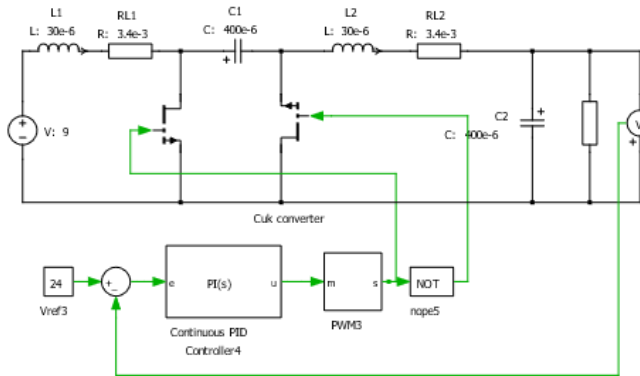 L1 RL1 C1 L2 RL2
L: 30e-6 R: 3.4e-3 C: 400e-6 L: 30e-6 R: 3.4e-3
V: 9
C2
C: 400e-6
V
Cuk converter
24
e PI(s) u
m s
NOT
Vref3
Continuous PID
Controller4
PWM3
nope5